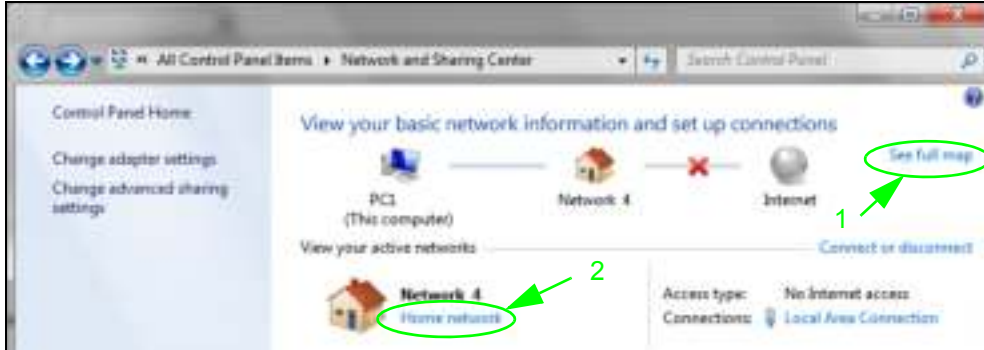 « All Control Panel Items ▸ Network and Sharing Center
Search Control Panel
Control Panel Home
Change adapter settings
Change advanced sharing
settings
View your basic network information and set up connections
See full map
PC1
(This computer)
Network 4
Internet
1
View your active networks
Connect or disconnect
2
Network 4
Home network
Access type: No Internet access
Connections: Local Area Connection